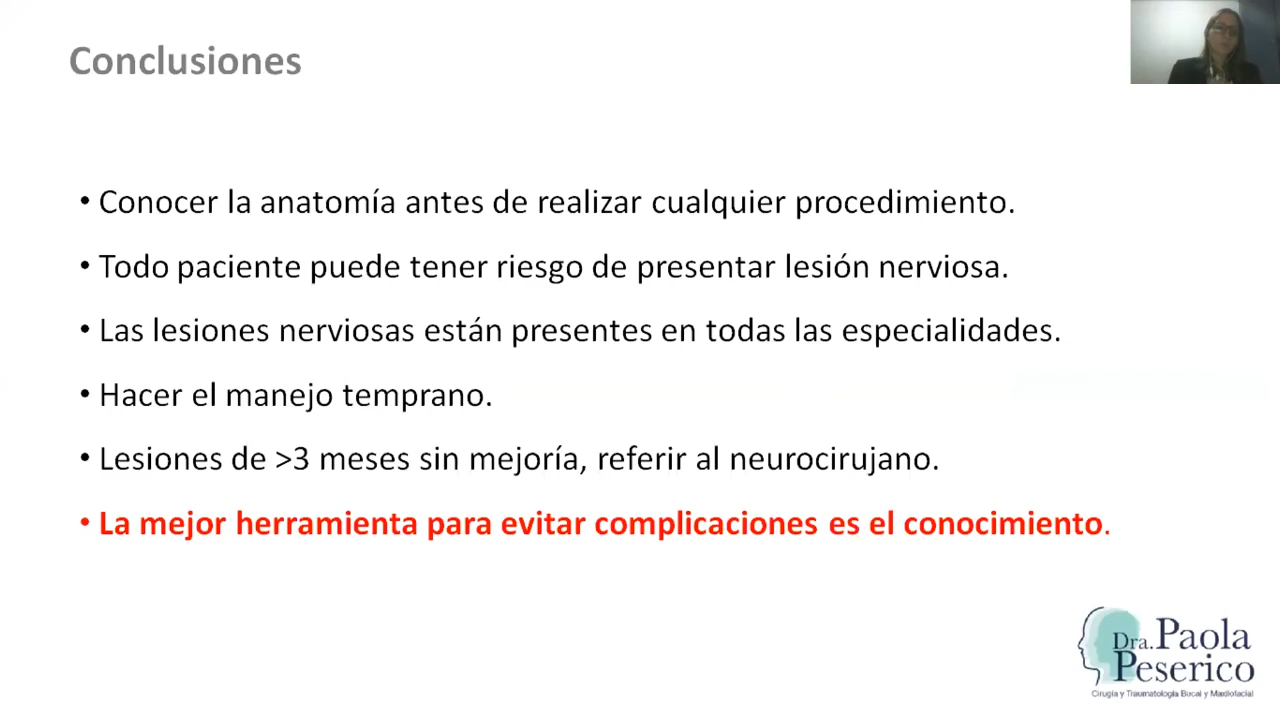 Conclusiones
• Conocer la anatomía antes de realizar cualquier procedimiento.
• Todo paciente puede tener riesgo de presentar lesión nerviosa.
• Las lesiones nerviosas están presentes en todas las especialidades.
• Hacer el manejo temprano.
• Lesiones de >3 meses sin mejoría, referir al neurocirujano.
• La mejor herramienta para evitar complicaciones es el conocimiento.
Dra. Paola
Peserico
Cirugía y Traumatología Bucal y Maxilofacial